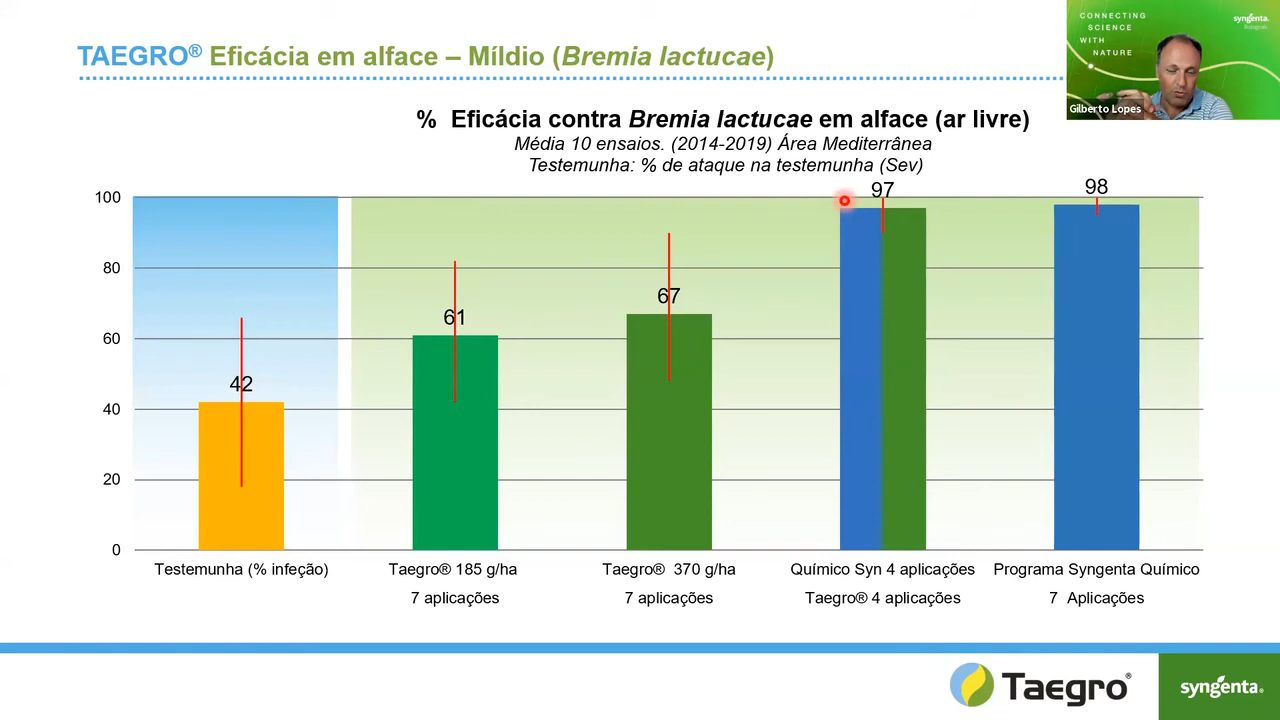 TAEGRO® Eficácia em alface – Míldio (Bremia lactucae)
CONNECTING
SCIENCE
WITH
NATURE
syngenta
Biologicals
Gilberto Lopes
% Eficácia contra Bremia lactucae em alface (ar livre)
Média 10 ensaios. (2014-2019) Área Mediterrânea
Testemunha: % de ataque na testemunha (Sev)
100
80
60
40
20
0
42
61
67
97
98
Testemunha (% infeção)
Taegro® 185 g/ha
7 aplicações
Taegro® 370 g/ha
7 aplicações
Químico Syn 4 aplicações
Taegro® 4 aplicações
Programa Syngenta Químico
7 Aplicações
Taegro®
syngenta®